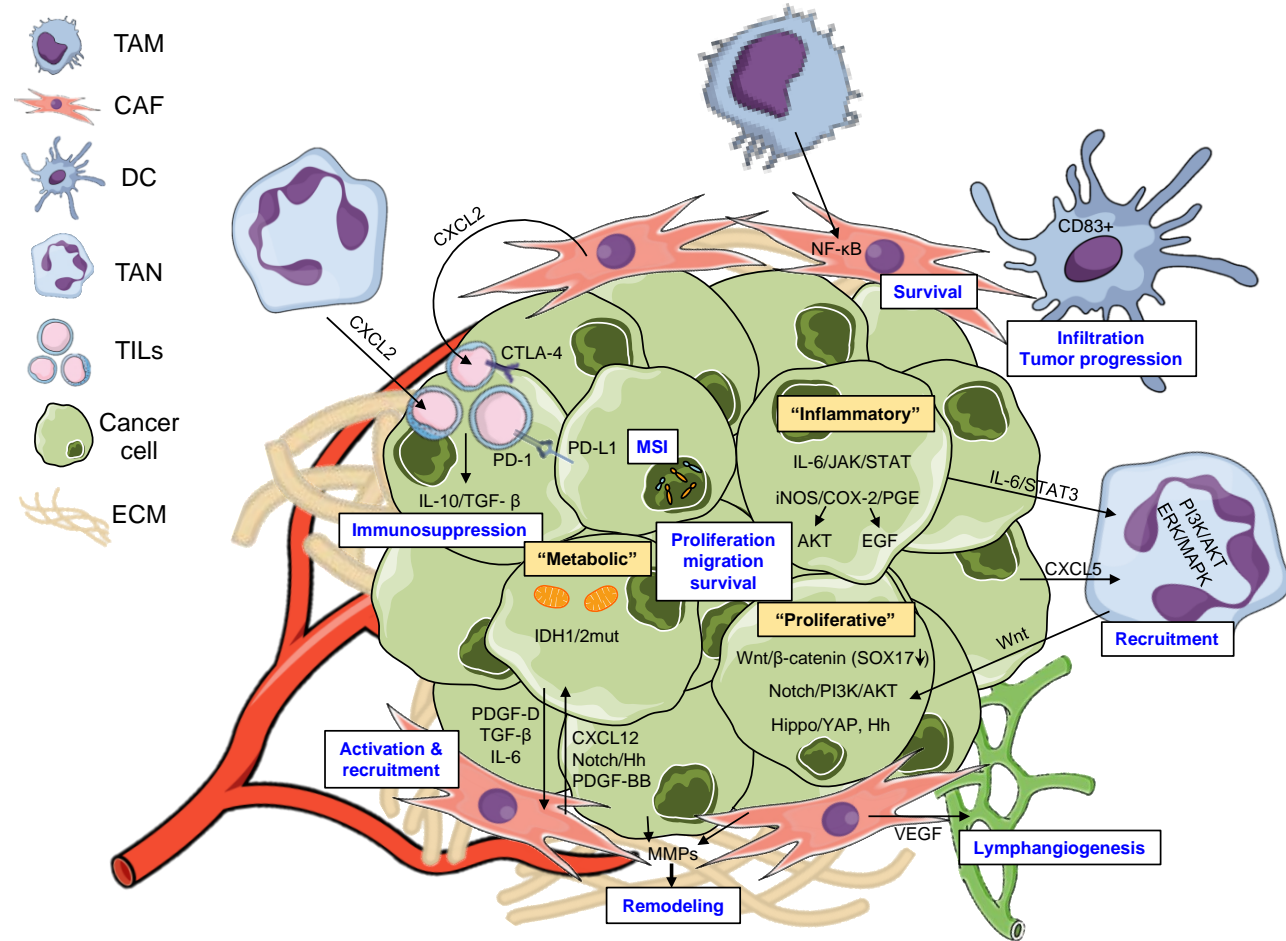 TAM
CAF
DC
TAN
TILs
Cancer
cell
ECM
CXCL2
CXCL2
NF-κB
CD83+
Survival
Infiltration
Tumor progression
CTLA-4
PD-1
PD-L1
MSI
IL-10/TGF- β
Immunosuppression
“Inflammatory”
IL-6/JAK/STAT
iNOS/COX-2/PGE
AKT
EGF
IL-6/STAT3
PI3K/AKT
ERK/MAPK
CXCL5
Recruitment
Wnt
Proliferation
migration
survival
“Metabolic”
IDH1/2mut
“Proliferative”
Wnt/β-catenin (SOX17↓)
Notch/PI3K/AKT
Hippo/YAP, Hh
PDGF-D
TGF-β
IL-6
CXCL12
Notch/Hh
PDGF-BB
Activation &
recruitment
MMPs
Remodeling
VEGF
Lymphangiogenesis